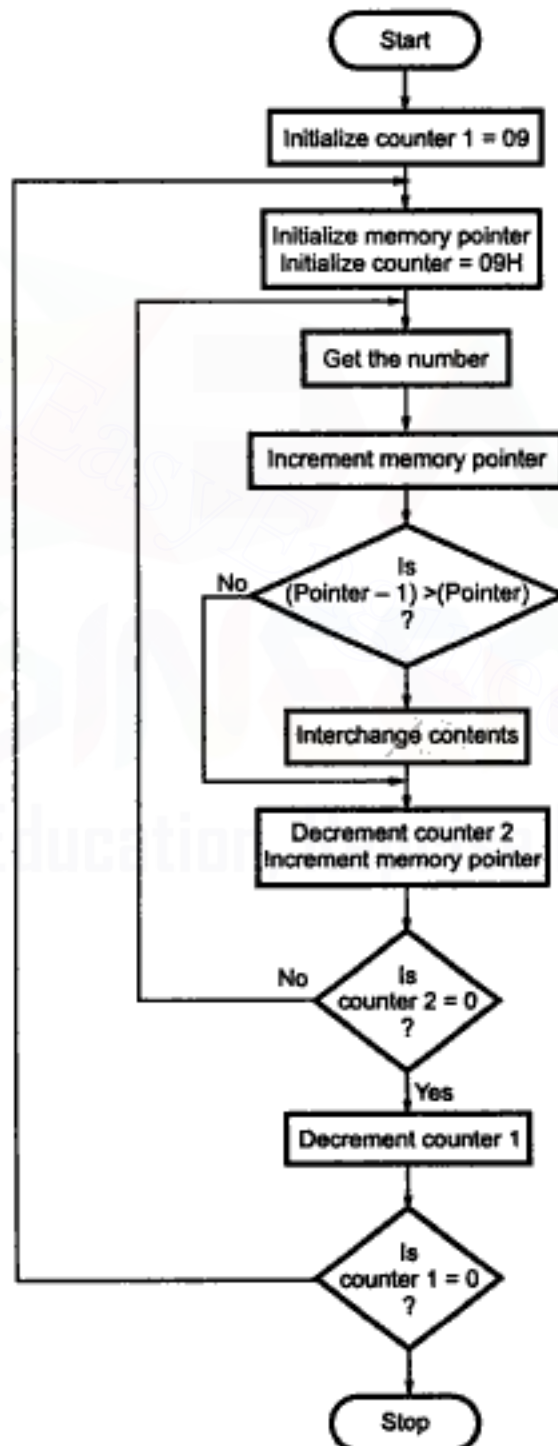 Start
Initialize counter 1 = 09
Initialize memory pointer
Initialize counter = 09H
Get the number
Increment memory pointer
Is
(Pointer – 1) >(Pointer)
?
No
Interchange contents
Decrement counter 2
Increment memory pointer
Is
counter 2 = 0
?
No
Yes
Decrement counter 1
Is
counter 1 = 0
?
Stop